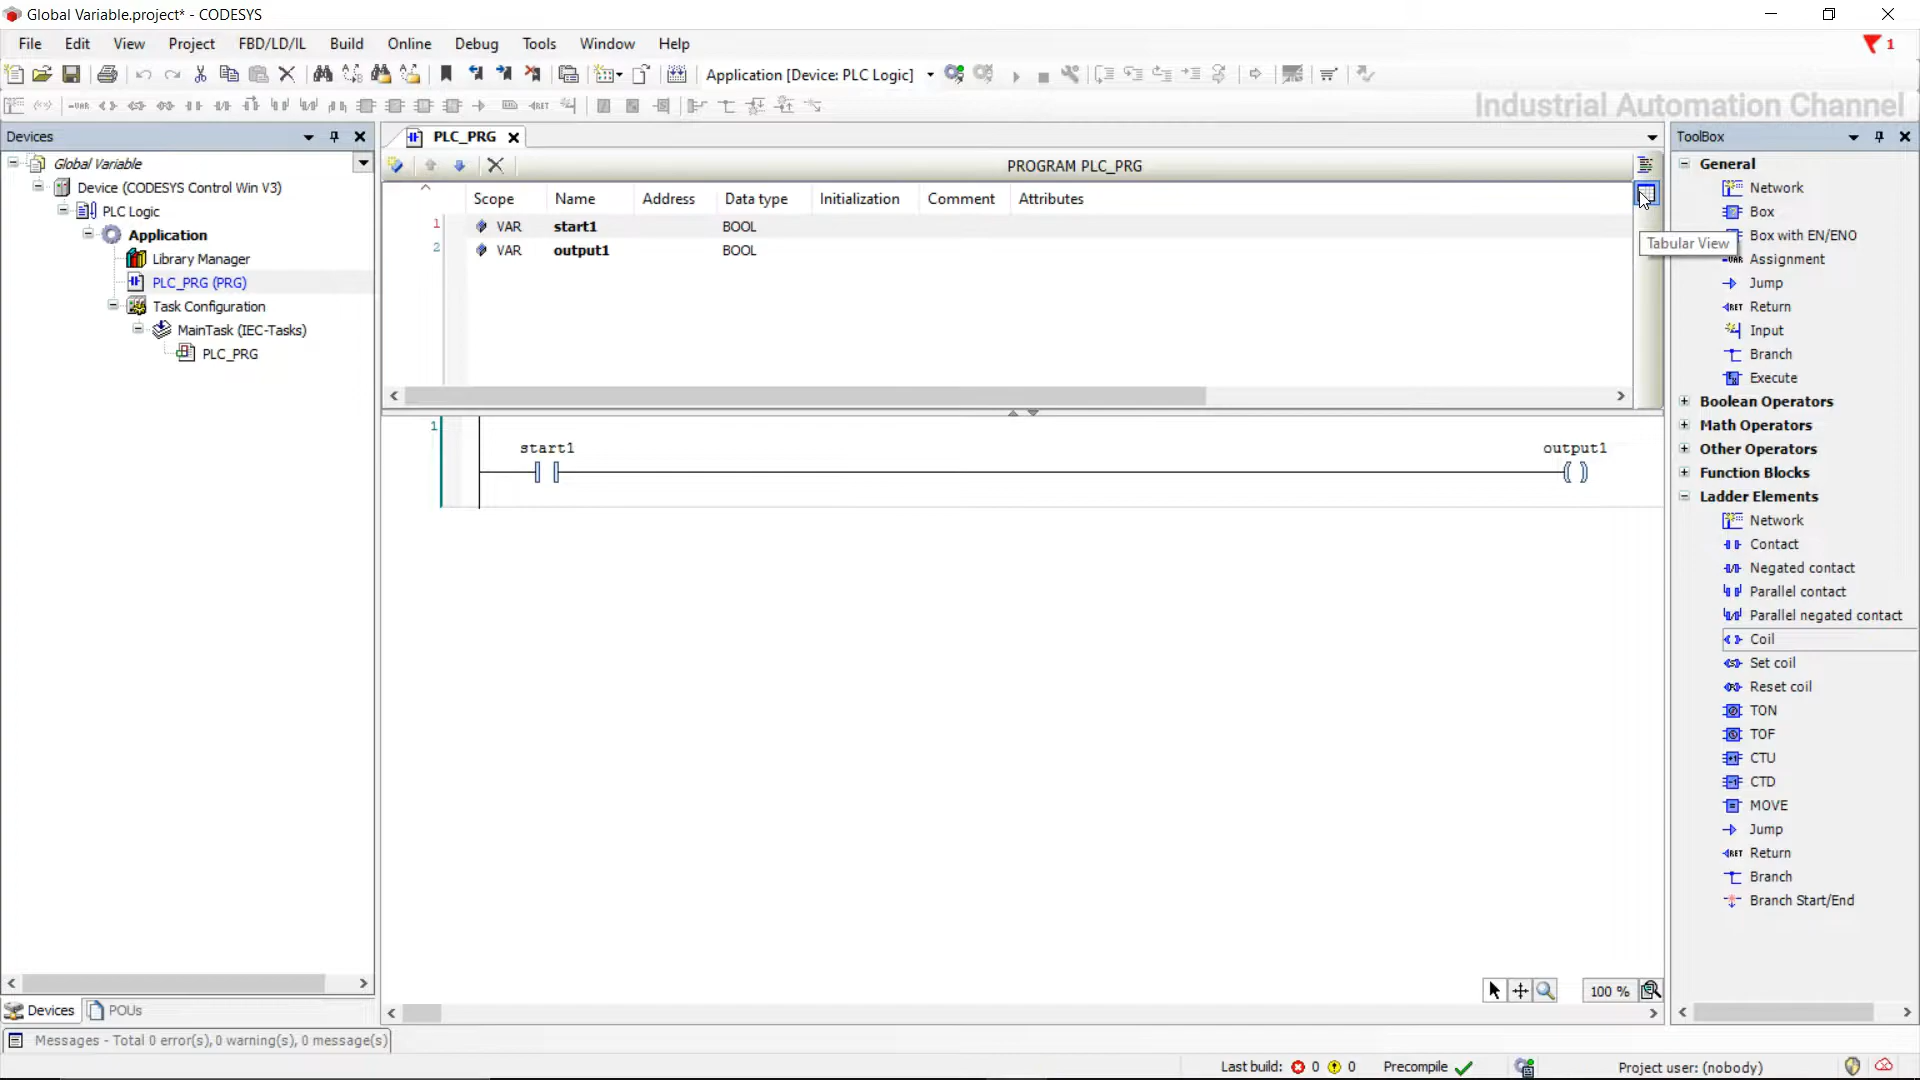 Global Variable.project* - CODESYS
File Edit View Project FBD/LD/IL Build Online Debug Tools Window Help
1
Application [Device: PLC Logic]
Industrial Automation Channel
Devices
Global Variable
Device (CODESYS Control Win V3)
PLC Logic
Application
Library Manager
PLC_PRG (PRG)
Task Configuration
MainTask (IEC-Tasks)
PLC_PRG
Devices POUs
PLC_PRG
PROGRAM PLC_PRG
Scope Name Address Data type Initialization Comment Attributes
1 VAR start1 BOOL
2 VAR output1 BOOL
Tabular View
1
start1 output1
100 %
ToolBox
General
Network
Box
Box with EN/ENO
Assignment
Jump
Return
Input
Branch
Execute
Boolean Operators
Math Operators
Other Operators
Function Blocks
Ladder Elements
Network
Contact
Negated contact
Parallel contact
Parallel negated contact
Coil
Set coil
Reset coil
TON
TOF
CTU
CTD
MOVE
Jump
Return
Branch
Branch Start/End
Messages - Total 0 error(s), 0 warning(s), 0 message(s)
Last build: 0 0 Precompile Project user: (nobody)